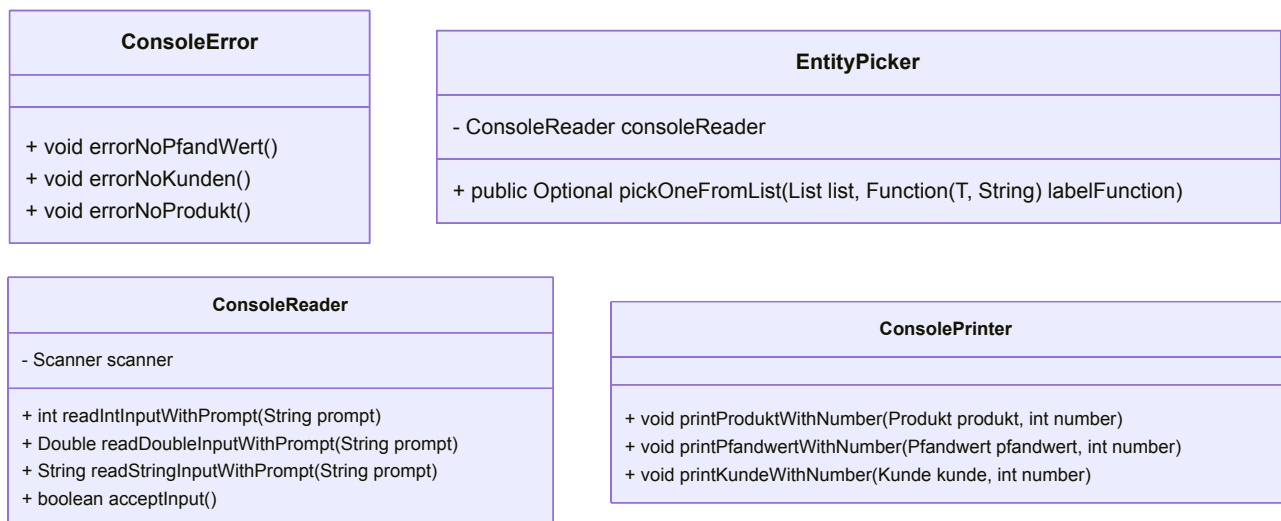 ConsoleError
+ void errorNoPfandWert()
+ void errorNoKunden()
+ void errorNoProdukt()
EntityPicker
- ConsoleReader consoleReader
+ public Optional pickOneFromList(List list, Function(T, String) labelFunction)
ConsoleReader
- Scanner scanner
+ int readIntInputWithPrompt(String prompt)
+ Double readDoubleInputWithPrompt(String prompt)
+ String readStringInputWithPrompt(String prompt)
+ boolean acceptInput()
ConsolePrinter
+ void printProduktWithNumber(Produkt produkt, int number)
+ void printPfandwertWithNumber(Pfandwert pfandwert, int number)
+ void printKundeWithNumber(Kunde kunde, int number)